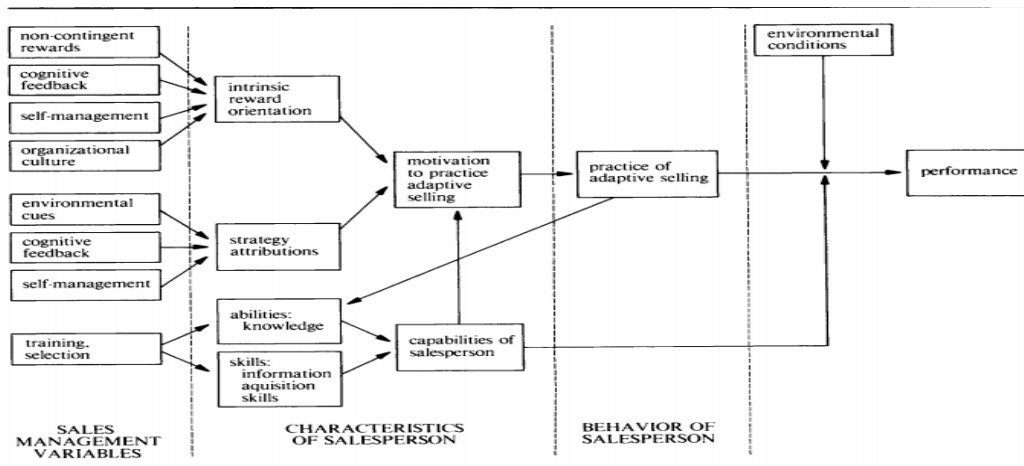 non-contingent
rewards
cognitive
feedback
self-management
organizational
culture
environmental
cues
cognitive
feedback
self-management
training,
selection
intrinsic
reward
orientation
strategy
attributions
abilities:
knowledge
skills:
information
aquisition
skills
motivation
to practice
adaptive
selling
capabilities of
salesperson
practice of
adaptive selling
environmental
conditions
performance
SALES
MANAGEMENT
VARIABLES
CHARACTERISTICS
OF SALESPERSON
BEHAVIOR OF
SALESPERSON